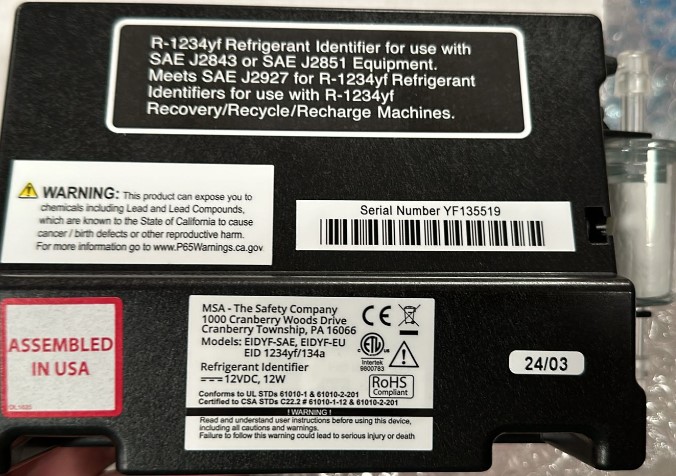 R-1234yf Refrigerant Identifier for use with
SAE J2843 or SAE J2851 Equipment.
Meets SAE J2927 for R-1234yf Refrigerant
Identifiers for use with R-1234yf
Recovery/Recycle/Recharge Machines.
WARNING: This product can expose you to
chemicals including Lead and Lead Compounds,
which are known to the State of California to cause
cancer / birth defects or other reproductive harm.
For more information go to www.P65Warnings.ca.gov
Serial Number YF135519
ASSEMBLED
IN USA
MSA - The Safety Company
1000 Cranberry Woods Drive
Cranberry Township, PA 16066
Models: EIDYF-SAE, EIDYF-EU
EID 1234yf/134a
Refrigerant Identifier
12VDC, 12W
Conforms to UL STDs 61010-1 & 61010-2-201
Certified to CSA STDs C22.2 # 61010-1-12 & 61010-2-201
! WARNING !
Read and understand user instructions before using this device,
including all cautions and warnings.
Failure to follow this warning could lead to serious injury or death
CE
c ETL us
Intertek
9800783
RoHS
Compliant
24/03